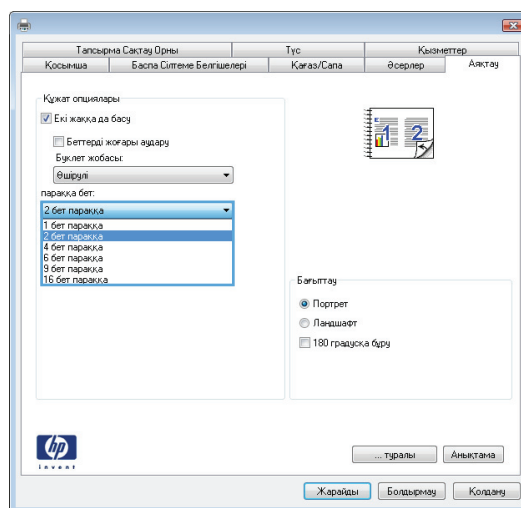 Тапсырма Сақтау Орны Түс Қызметтер
Қосымша Баспа Сілтеме Белгішелері Қағаз/Сапа Әсерлер Аяқтау
Құжат опциялары
Екі жаққа да басу
Беттерді жоғары аудару
Буклет жобасы:
Өшірулі
параққа бет:
2 бет параққа
1 бет параққа
2 бет параққа
4 бет параққа
6 бет параққа
9 бет параққа
16 бет параққа
1 2
Бағыттау
Портрет
Ландшафт
180 градусқа бұру
hp
invent
... туралы Анықтама
Жарайды Болдырмау Қолдану